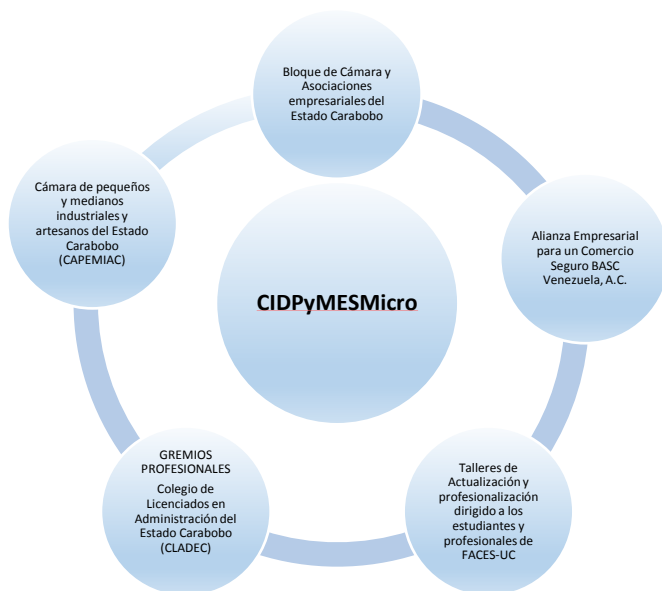 Bloque de Cámara y
Asociaciones
empresariales del
Estado Carabobo
Cámara de pequeños
y medianos
industriales y
artesanos del Estado
Carabobo
(CAPEMIAC)
Alianza Empresarial
para un Comercio
Seguro BASC
Venezuela, A.C.
CIDPyMESMicro
GREMIOS
PROFESIONALES
Colegio de
Licenciados en
Administración del
Estado Carabobo
(CLADEC)
Talleres de
Actualización y
profesionalización
dirigido a los
estudiantes y
profesionales de
FACES-UC